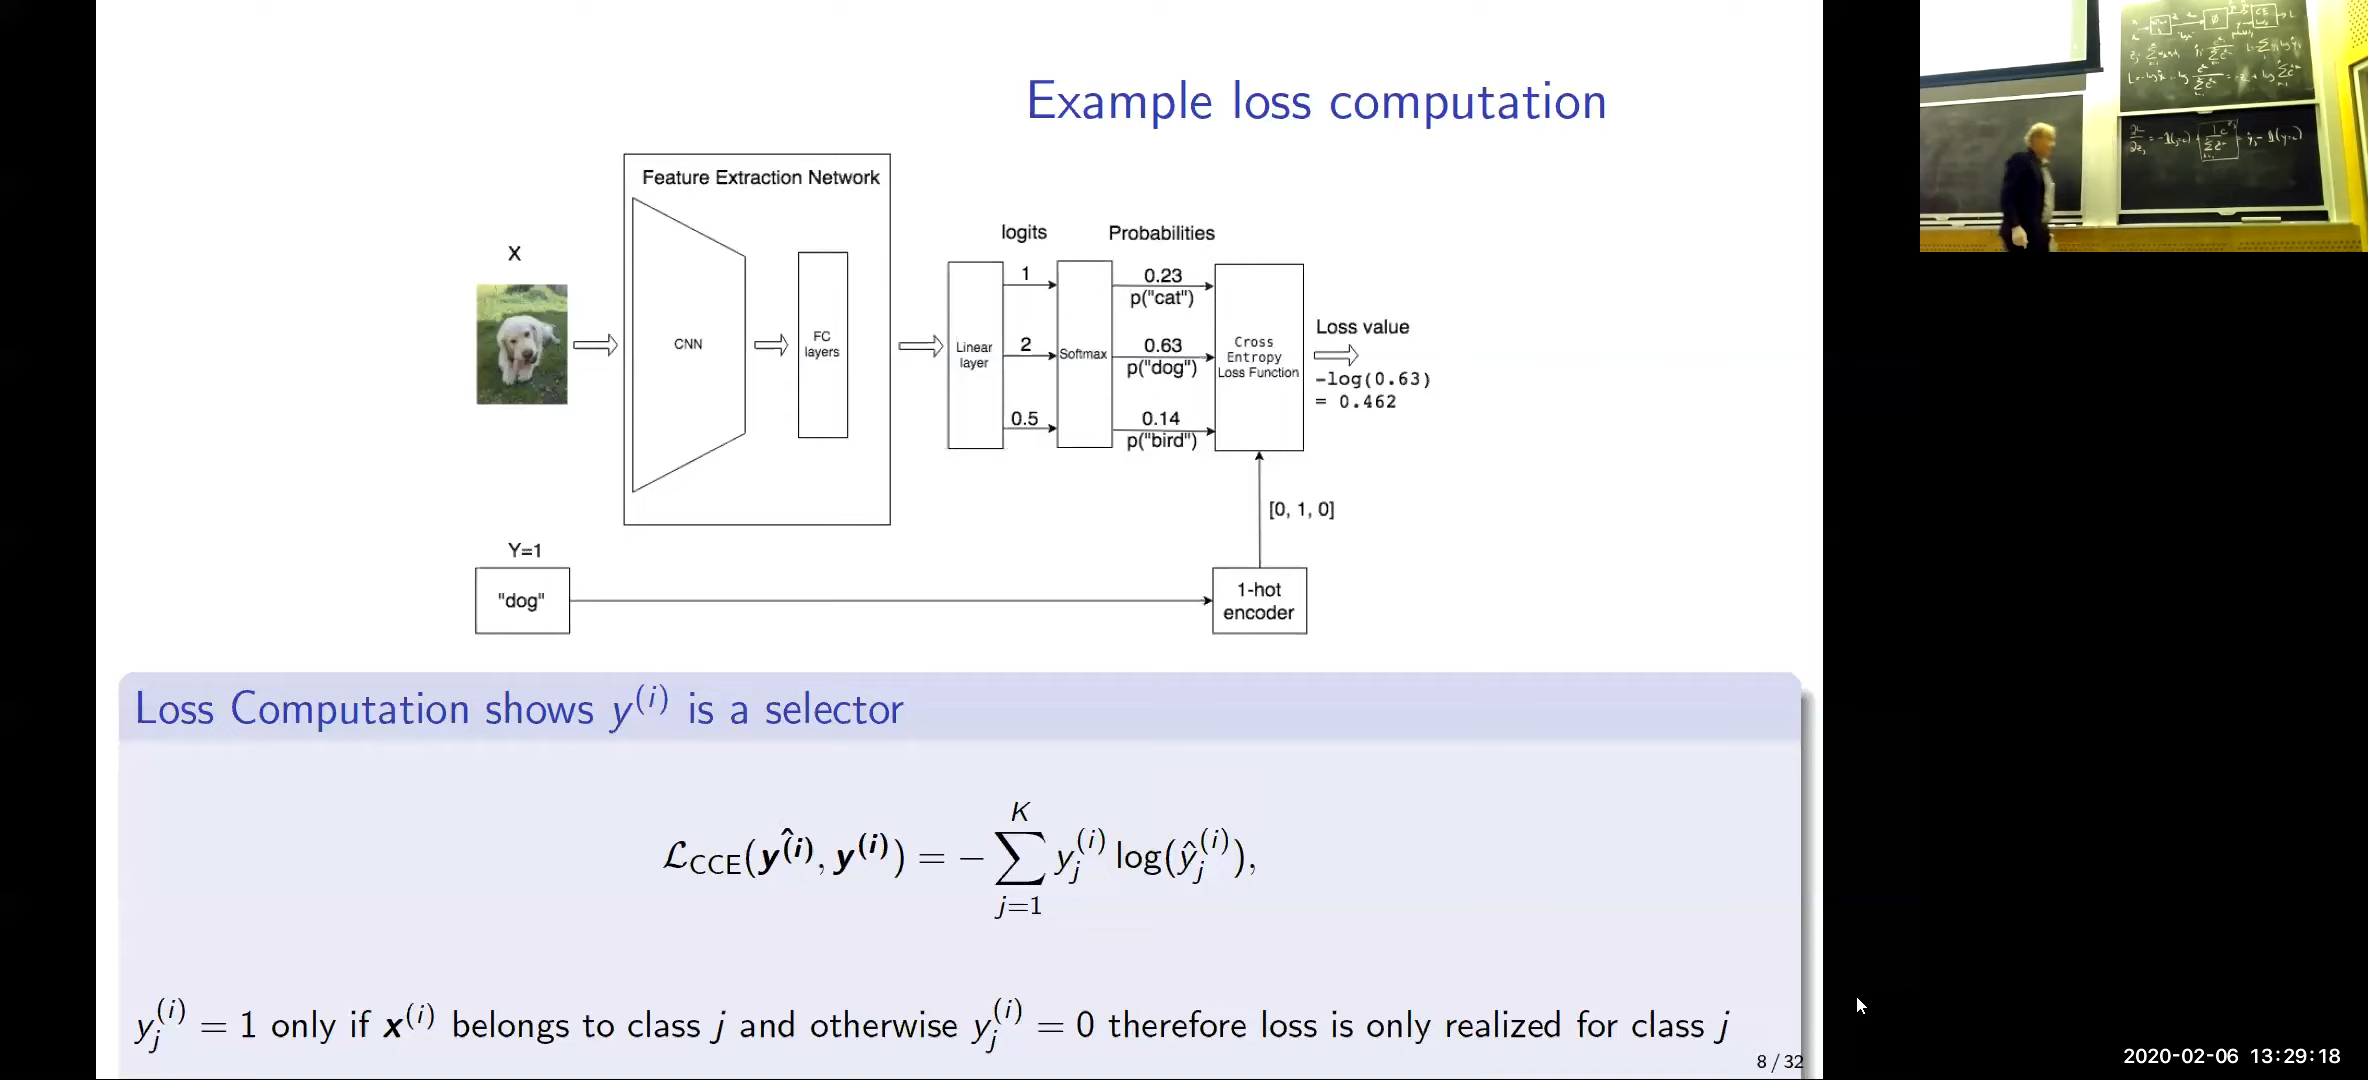 Example loss computation
Feature Extraction Network
X
CNN
FC
layers
Linear
layer
logits
1
2
0.5
Softmax
Probabilities
0.23
p("cat")
0.63
p("dog")
0.14
p("bird")
Cross
Entropy
Loss Function
Loss value
-log(0.63)
= 0.462
[0, 1, 0]
Y=1
"dog"
1-hot
encoder
Loss Computation shows y^(i) is a selector
ℒ_CCE(ŷ^(i), y^(i)) = − ∑_{j=1}^{K} y_j^(i) log(ŷ_j^(i)),
y_j^(i) = 1 only if x^(i) belongs to class j and otherwise y_j^(i) = 0 therefore loss is only realized for class j
8 / 32
2020-02-06 13:29:18